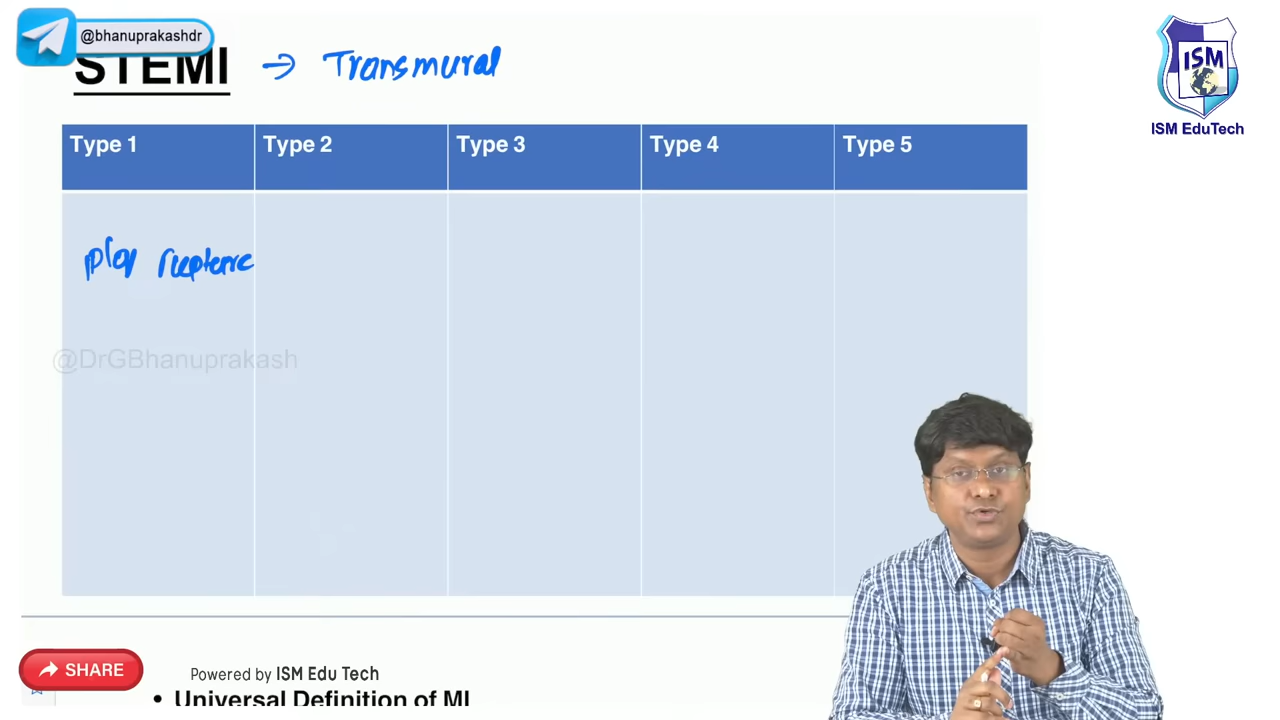 @bhanuprakashdr
STEMI → Transmural
ISM
ISM EduTech
Type 1 Type 2 Type 3 Type 4 Type 5
plaq rupture
@DrGBhanuprakash
SHARE
Powered by ISM Edu Tech
• Universal Definition of MI